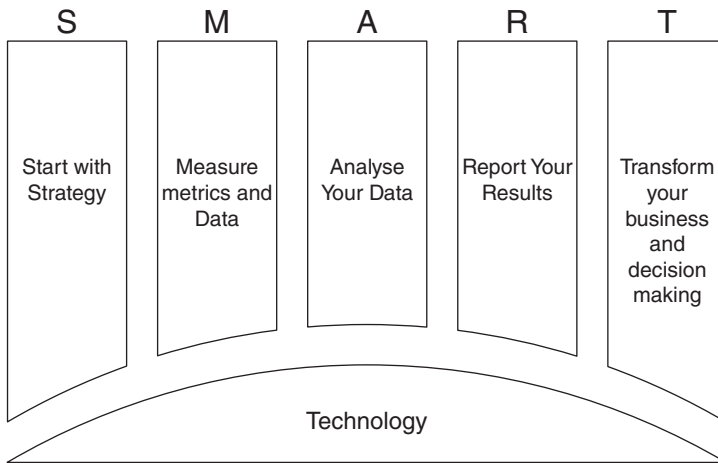 S M A R T
Start with
Strategy
Measure
metrics and
Data
Analyse
Your Data
Report Your
Results
Transform
your
business
and
decision
making
Technology